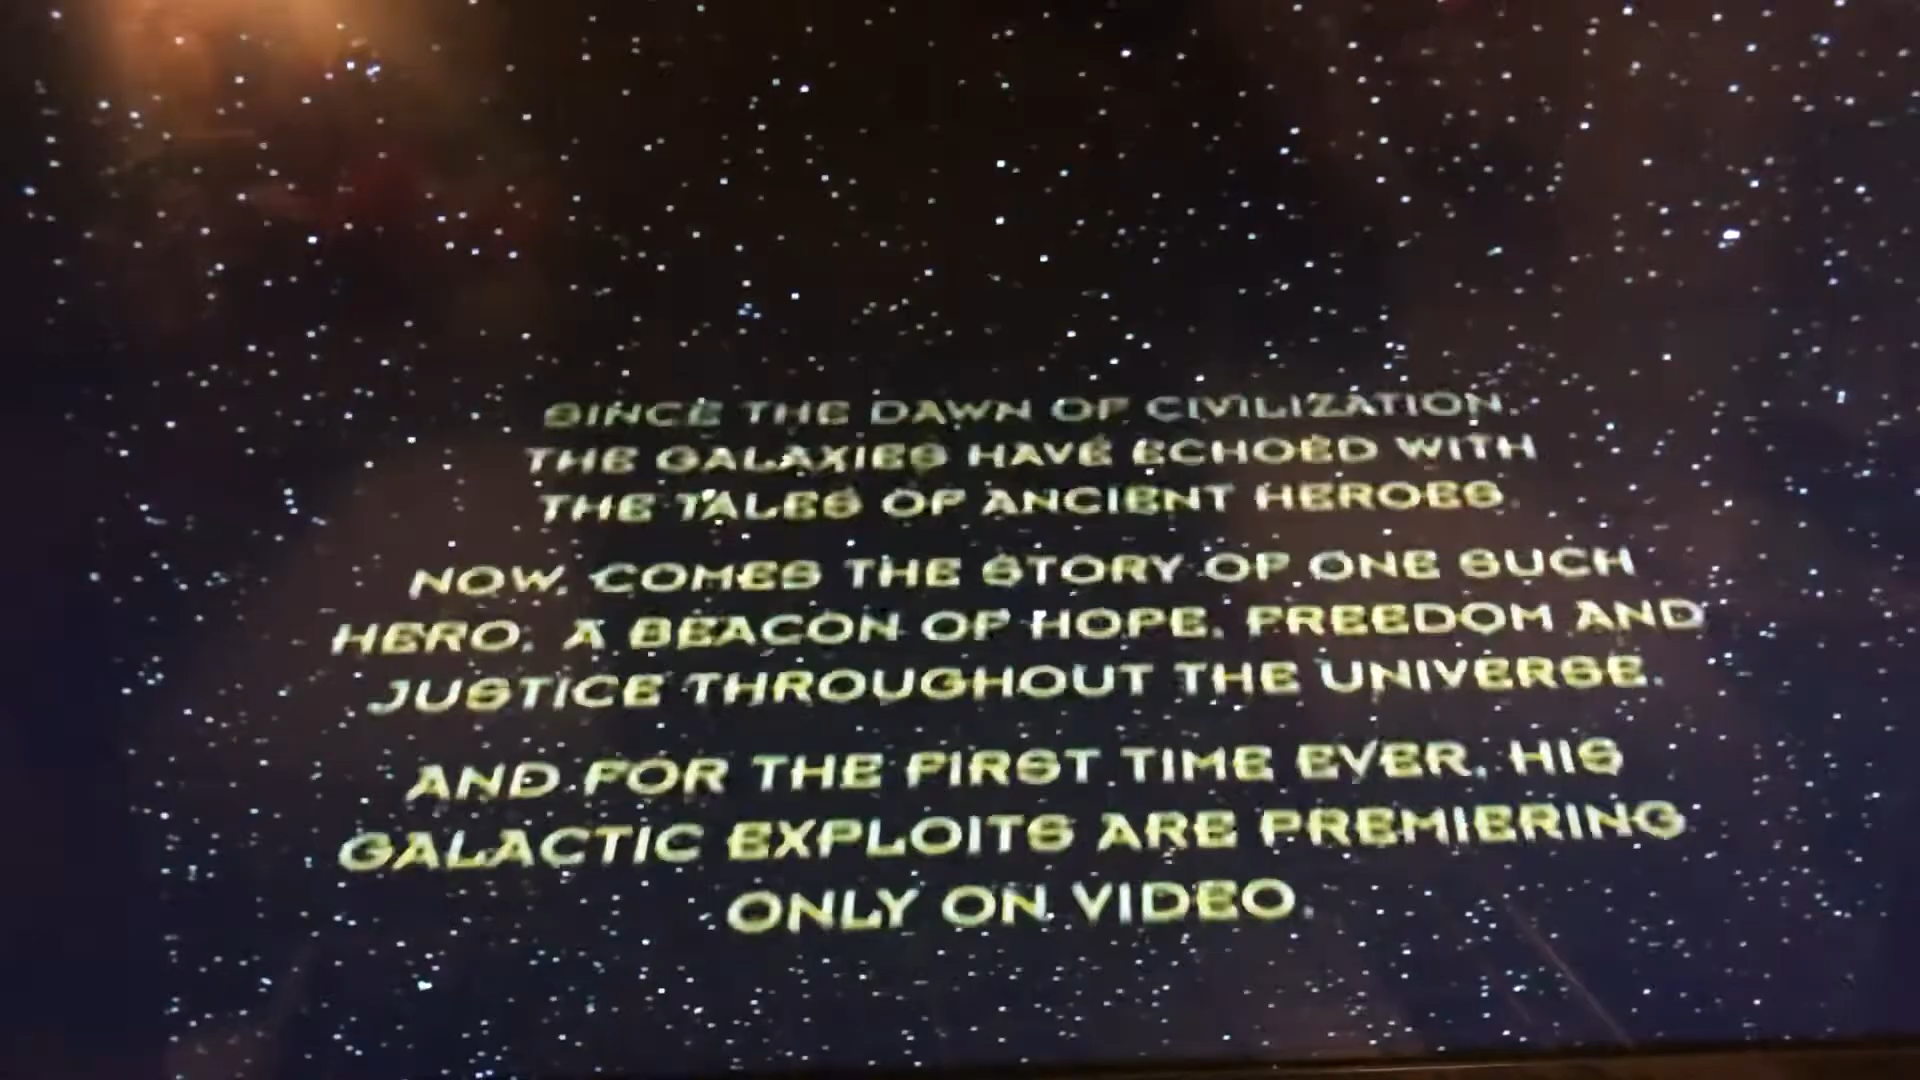 SINCE THE DAWN OF CIVILIZATION,
THE GALAXIES HAVE ECHOED WITH
THE TALES OF ANCIENT HEROES.
NOW, COMES THE STORY OF ONE SUCH
HERO. A BEACON OF HOPE, FREEDOM AND
JUSTICE THROUGHOUT THE UNIVERSE.
AND FOR THE FIRST TIME EVER, HIS
GALACTIC EXPLOITS ARE PREMIERING
ONLY ON VIDEO.